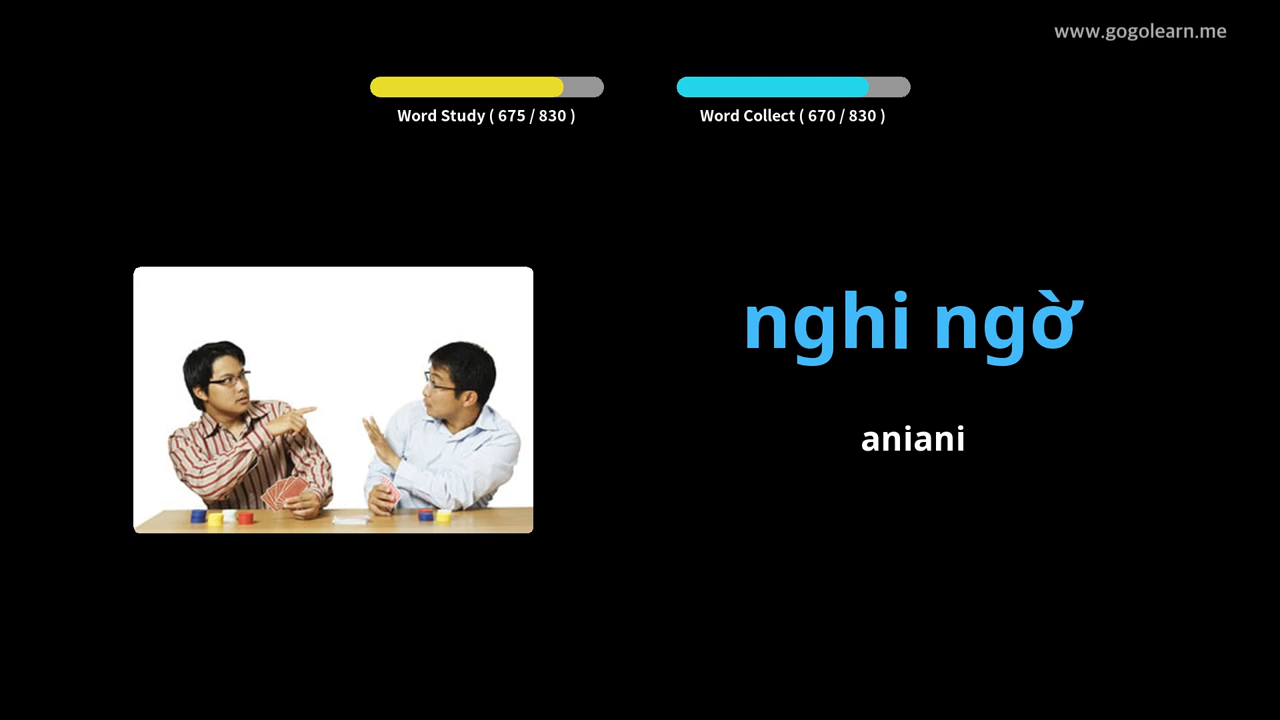 www.gogolearn.me
Word Study ( 675 / 830 )
Word Collect ( 670 / 830 )
nghi ngờ
aniani